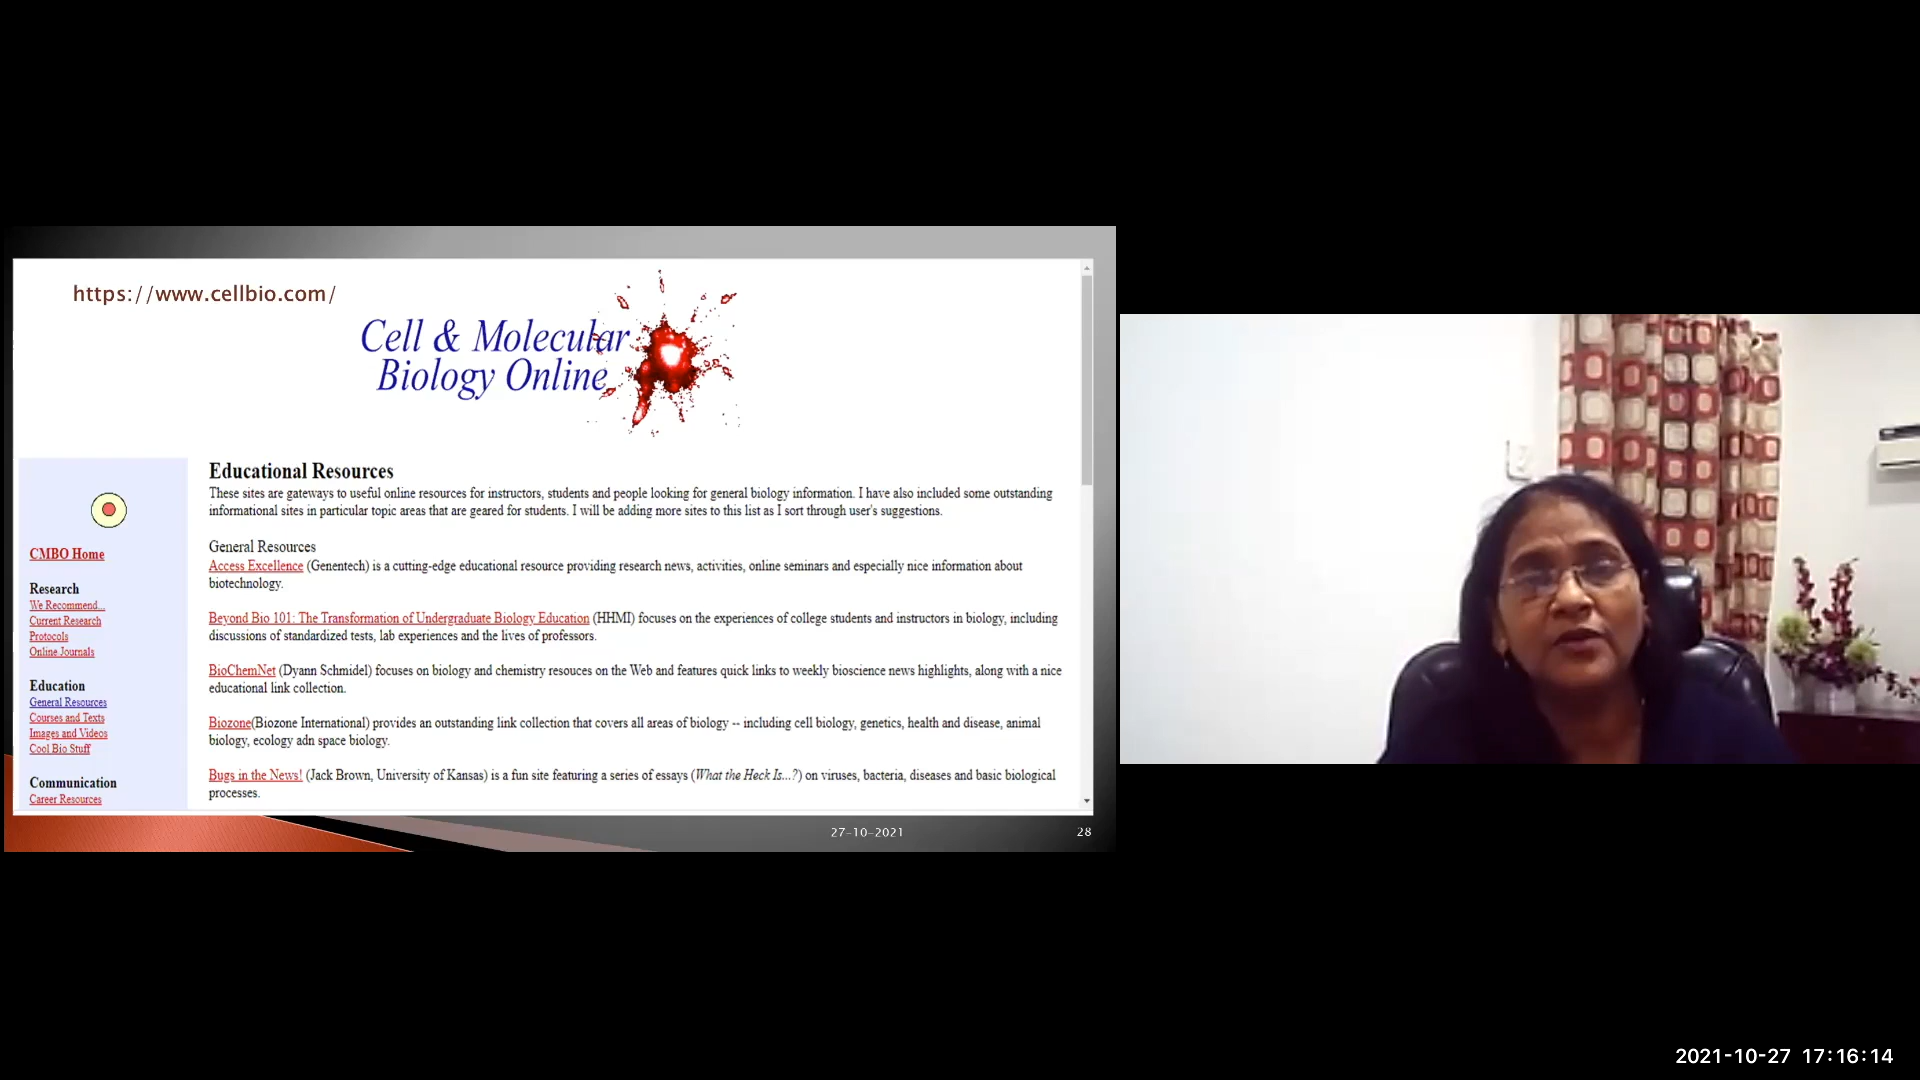 https://www.cellbio.com/
Cell & Molecular
Biology Online
CMBO Home
Research
We Recommend...
Current Research
Protocols
Online Journals
Education
General Resources
Courses and Texts
Images and Videos
Cool Bio Stuff
Communication
Career Resources
Educational Resources
These sites are gateways to useful online resources for instructors, students and people looking for general biology information. I have also included some outstanding
informational sites in particular topic areas that are geared for students. I will be adding more sites to this list as I sort through user's suggestions.
General Resources
Access Excellence (Genentech) is a cutting-edge educational resource providing research news, activities, online seminars and especially nice information about
biotechnology.
Beyond Bio 101: The Transformation of Undergraduate Biology Education (HHMI) focuses on the experiences of college students and instructors in biology, including
discussions of standardized tests, lab experiences and the lives of professors.
BioChemNet (Dyann Schmidel) focuses on biology and chemistry resouces on the Web and features quick links to weekly bioscience news highlights, along with a nice
educational link collection.
Biozone(Biozone International) provides an outstanding link collection that covers all areas of biology -- including cell biology, genetics, health and disease, animal
biology, ecology adn space biology.
Bugs in the News! (Jack Brown, University of Kansas) is a fun site featuring a series of essays (What the Heck Is...?) on viruses, bacteria, diseases and basic biological
processes.
27-10-2021
28
2021-10-27 17:16:14